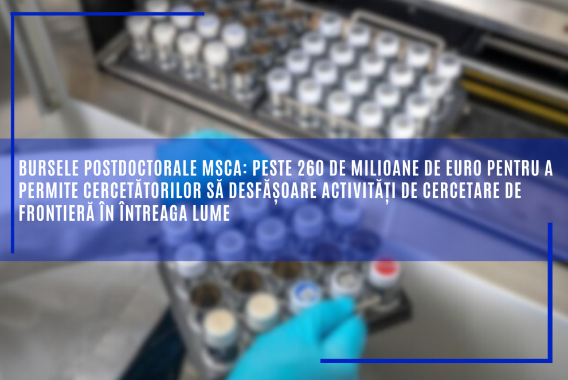 BURSELE POSTDOCTORALE MSCA: PESTE 260 DE MILIOANE DE EURO PENTRU A
PERMITE CERCETĂTORILOR SĂ DESFĂȘOARE ACTIVITĂȚI DE CERCETARE DE
FRONTIERĂ ÎN ÎNTREAGA LUME